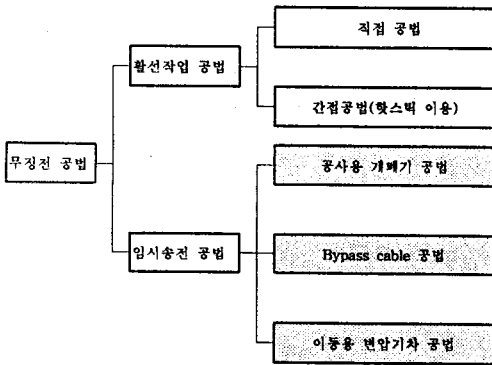 직접 공법
활선작업 공법
간접공법(핫스틱 이용)
무정전 공법
공사용 개폐기 공법
임시송전 공법
Bypass cable 공법
이동용 변압기차 공법